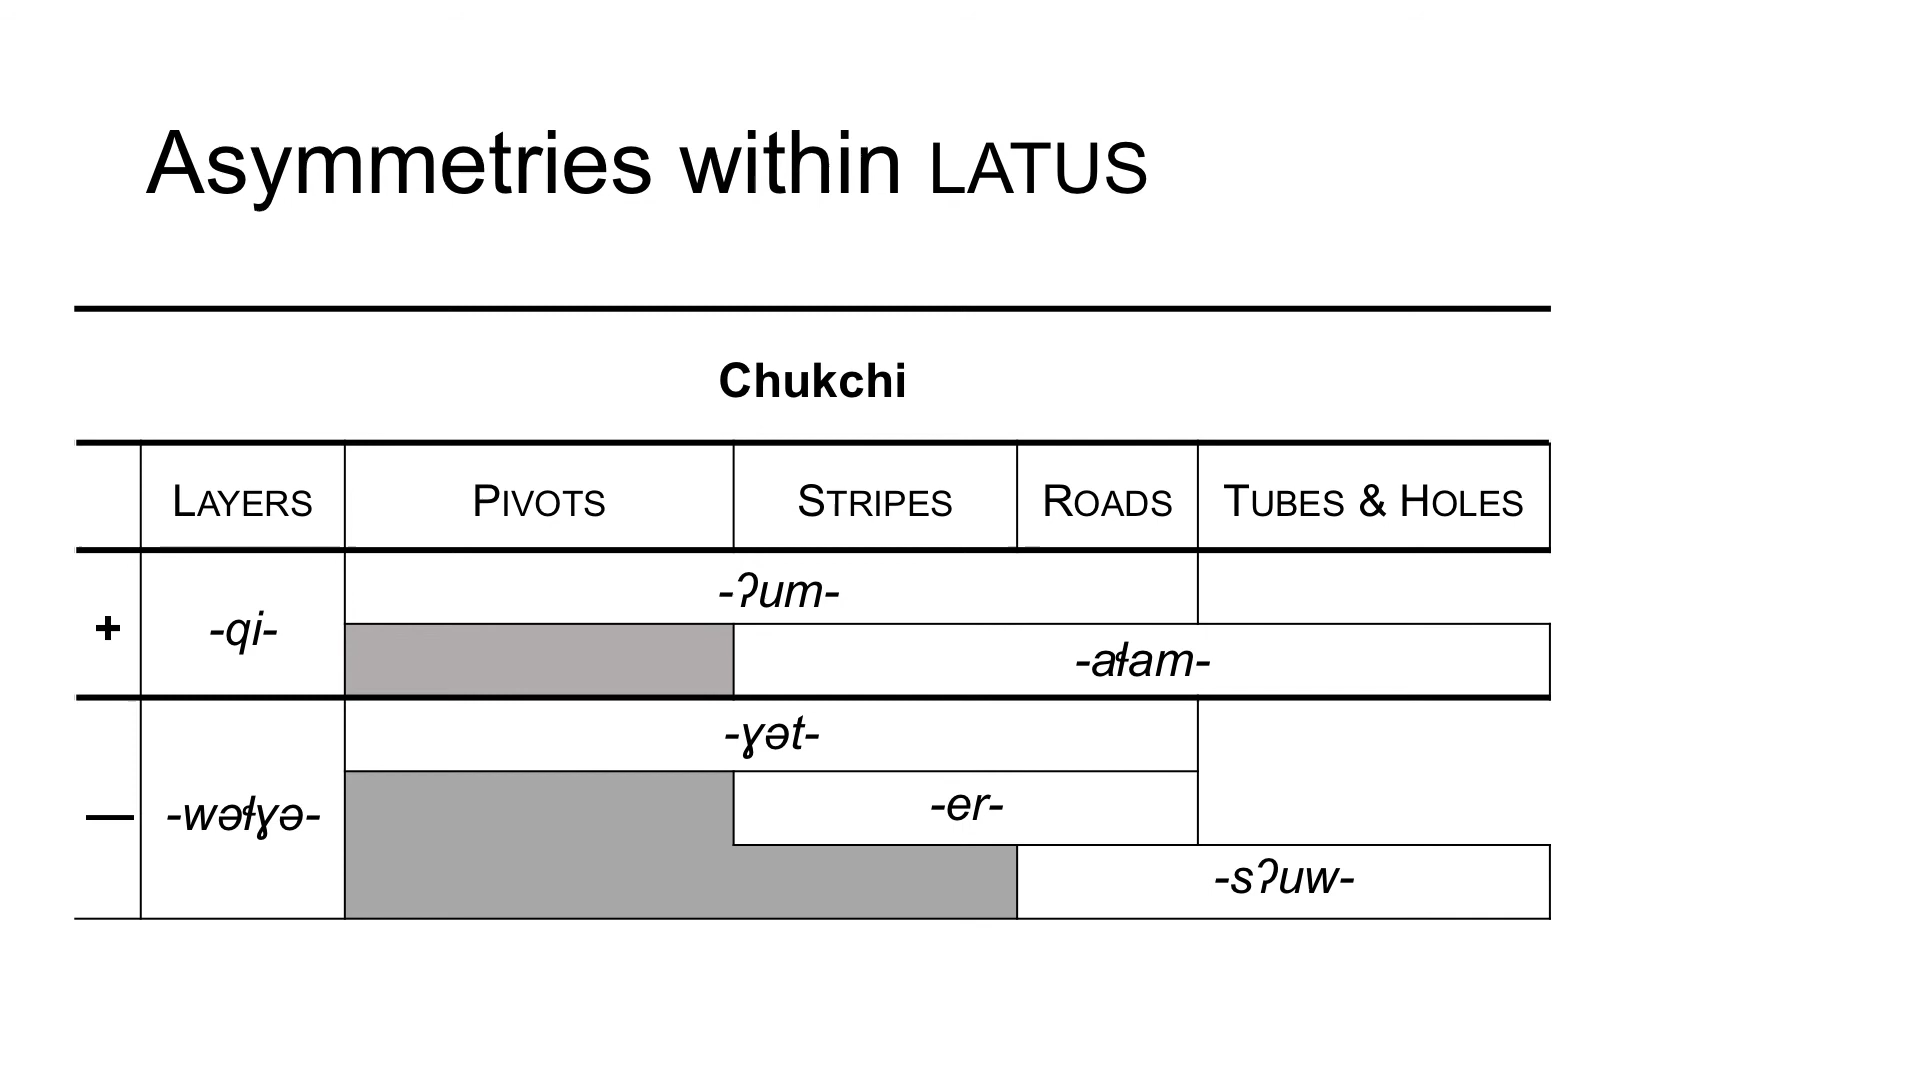 Asymmetries within LATUS
Chukchi
LAYERS PIVOTS STRIPES ROADS TUBES & HOLES
-ʔum-
+ -qi-
-aɬam-
-ɣət-
-er-
— -wəɬɣə-
-sʔuw-